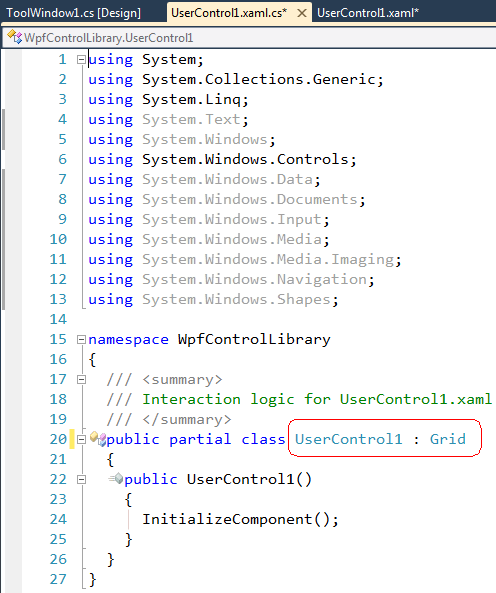 ToolWindow1.cs [Design] UserControl1.xaml.cs* UserControl1.xaml*
WpfControlLibrary.UserControl1
1 using System;
2 using System.Collections.Generic;
3 using System.Linq;
4 using System.Text;
5 using System.Windows;
6 using System.Windows.Controls;
7 using System.Windows.Data;
8 using System.Windows.Documents;
9 using System.Windows.Input;
10 using System.Windows.Media;
11 using System.Windows.Media.Imaging;
12 using System.Windows.Navigation;
13 using System.Windows.Shapes;
14
15 namespace WpfControlLibrary
16 {
17 /// <summary>
18 /// Interaction logic for UserControl1.xaml
19 /// </summary>
20 public partial class UserControl1 : Grid
21 {
22 public UserControl1()
23 {
24 InitializeComponent();
25 }
26 }
27 }